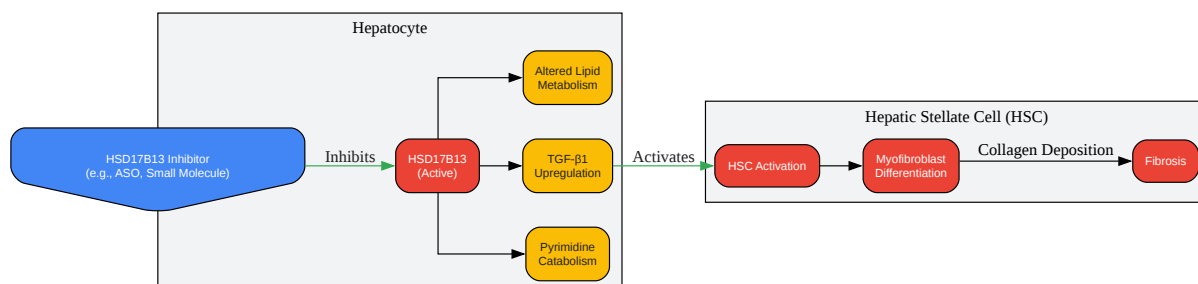 Hepatocyte
HSD17B13 Inhibitor
(e.g., ASO, Small Molecule)
Inhibits
HSD17B13
(Active)
Altered Lipid
Metabolism
TGF-β1
Upregulation
Pyrimidine
Catabolism
Activates
Hepatic Stellate Cell (HSC)
HSC Activation
Myofibroblast
Differentiation
Collagen Deposition
Fibrosis